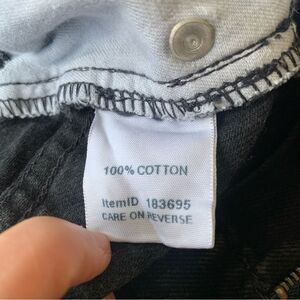 100% COTTON
ItemID 183695
CARE ON REVERSE